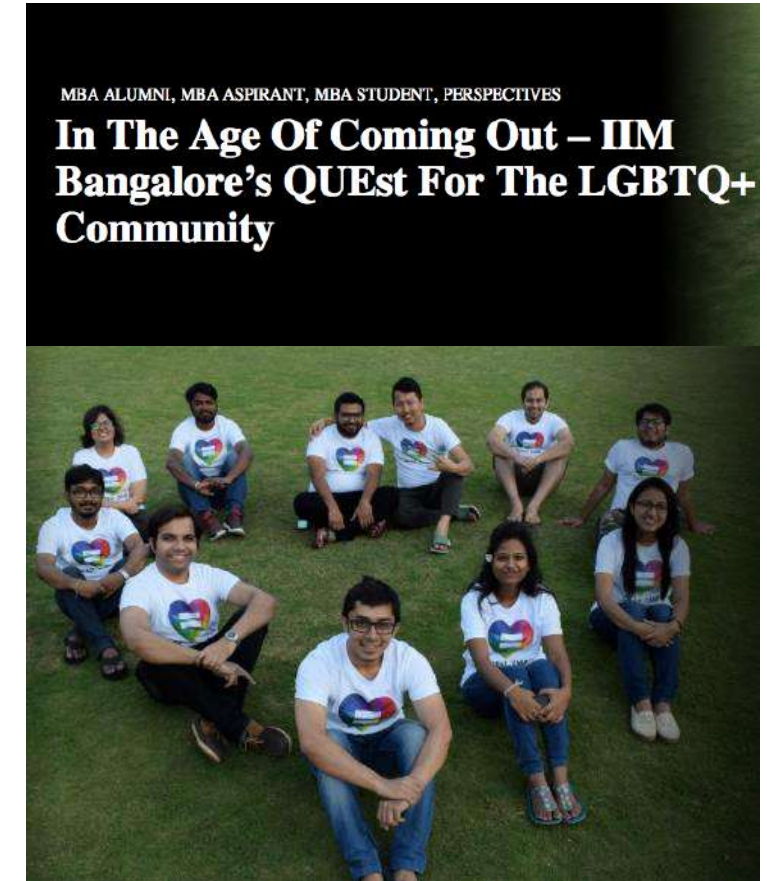 MBA ALUMNI, MBA ASPIRANT, MBA STUDENT, PERSPECTIVES
In The Age Of Coming Out – IIM
Bangalore’s QUEst For The LGBTQ+
Community